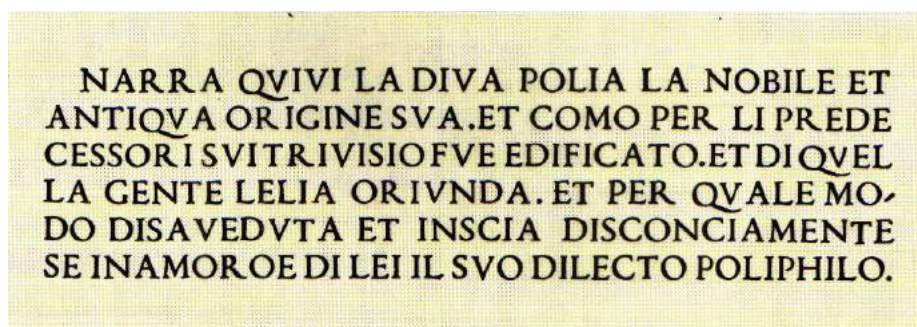 NARRA QVIVI LA DIVA POLIA LA NOBILE ET
ANTIQVA ORIGINE SVA.ET COMO PER LI PREDE
CESSORI SVI TRIVISIO FVE EDIFICATO.ET DI QVEL
LA GENTE LELIA ORIVNDA. ET PER QVALE MO-
DO DISAVEDVTA ET INSCIA DISCONCIAMENTE
SE INAMOROE DI LEI IL SVO DILECTO POLIPHILO.